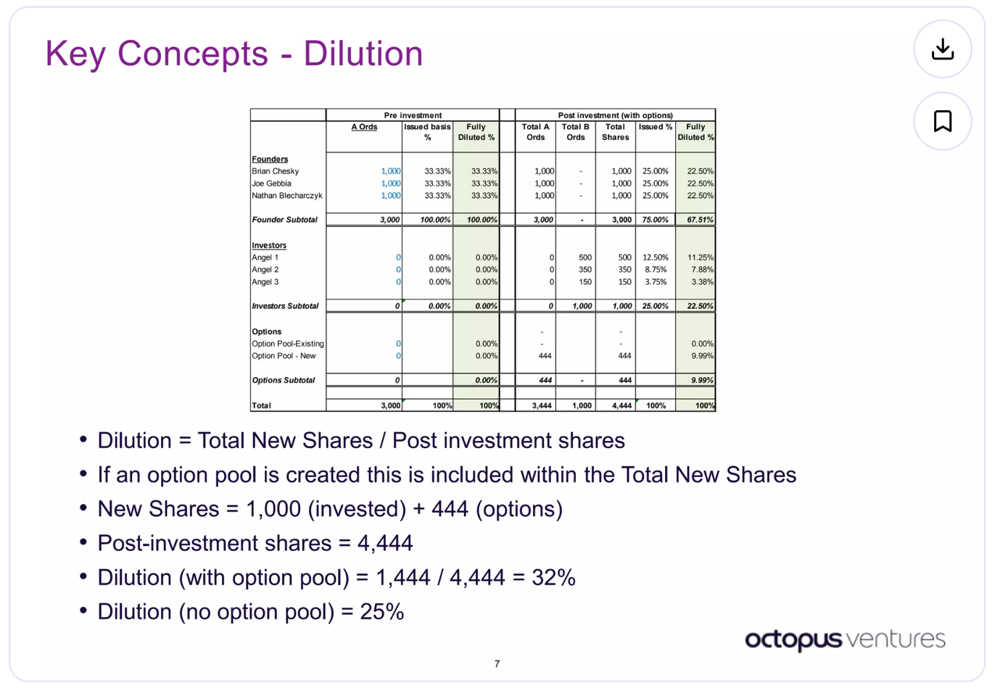 Key Concepts - Dilution
Pre investment Post investment (with options)
A Ords Issued basis % Fully Diluted % Total A Ords Total B Ords Total Shares Issued % Fully Diluted %
Founders
Brian Chesky 1,000 33.33% 33.33% 1,000 - 1,000 25.00% 22.50%
Joe Gebbia 1,000 33.33% 33.33% 1,000 - 1,000 25.00% 22.50%
Nathan Blecharczyk 1,000 33.33% 33.33% 1,000 - 1,000 25.00% 22.50%
Founder Subtotal 3,000 100.00% 100.00% 3,000 - 3,000 75.00% 67.51%
Investors
Angel 1 0 0.00% 0.00% 0 500 500 12.50% 11.25%
Angel 2 0 0.00% 0.00% 0 350 350 8.75% 7.88%
Angel 3 0 0.00% 0.00% 0 150 150 3.75% 3.38%
Investors Subtotal 0 0.00% 0.00% 0 1,000 1,000 25.00% 22.50%
Options - -
Option Pool-Existing 0 0.00% - - 0.00%
Option Pool - New 0 0.00% 444 444 9.99%
Options Subtotal 0 0.00% 444 - 444 9.99%
Total 3,000 100% 100% 3,444 1,000 4,444 100% 100%
• Dilution = Total New Shares / Post investment shares
• If an option pool is created this is included within the Total New Shares
• New Shares = 1,000 (invested) + 444 (options)
• Post-investment shares = 4,444
• Dilution (with option pool) = 1,444 / 4,444 = 32%
• Dilution (no option pool) = 25%
octopus ventures
7